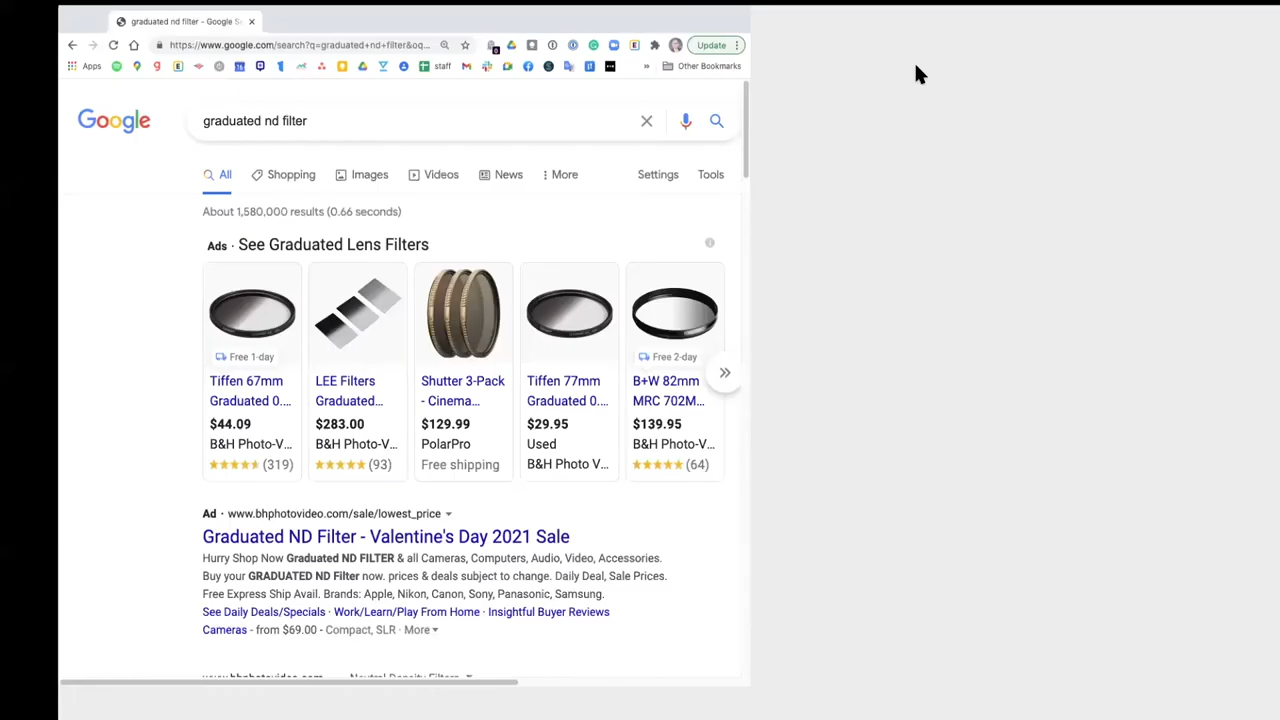 graduated nd filter - Google S
https://www.google.com/search?q=graduated+nd+filter&oq...
Update
Apps
staff
Other Bookmarks
Google
graduated nd filter
All Shopping Images Videos News More Settings Tools
About 1,580,000 results (0.66 seconds)
Ads · See Graduated Lens Filters
Free 1-day
Free 2-day
Tiffen 67mm
Graduated 0....
$44.09
B&H Photo-V...
(319)
LEE Filters
Graduated...
$283.00
B&H Photo-V...
(93)
Shutter 3-Pack
- Cinema...
$129.99
PolarPro
Free shipping
Tiffen 77mm
Graduated 0....
$29.95
Used
B&H Photo V...
B+W 82mm
MRC 702M...
$139.95
B&H Photo-V...
(64)
Ad · www.bhphotovideo.com/sale/lowest_price
Graduated ND Filter - Valentine's Day 2021 Sale
Hurry Shop Now Graduated ND FILTER & all Cameras, Computers, Audio, Video, Accessories.
Buy your GRADUATED ND Filter now. prices & deals subject to change. Daily Deal, Sale Prices.
Free Express Ship Avail. Brands: Apple, Nikon, Canon, Sony, Panasonic, Samsung.
See Daily Deals/Specials · Work/Learn/Play From Home · Insightful Buyer Reviews
Cameras - from $69.00 - Compact, SLR · More
www.bhphotovideo.com Neutral Density Filters